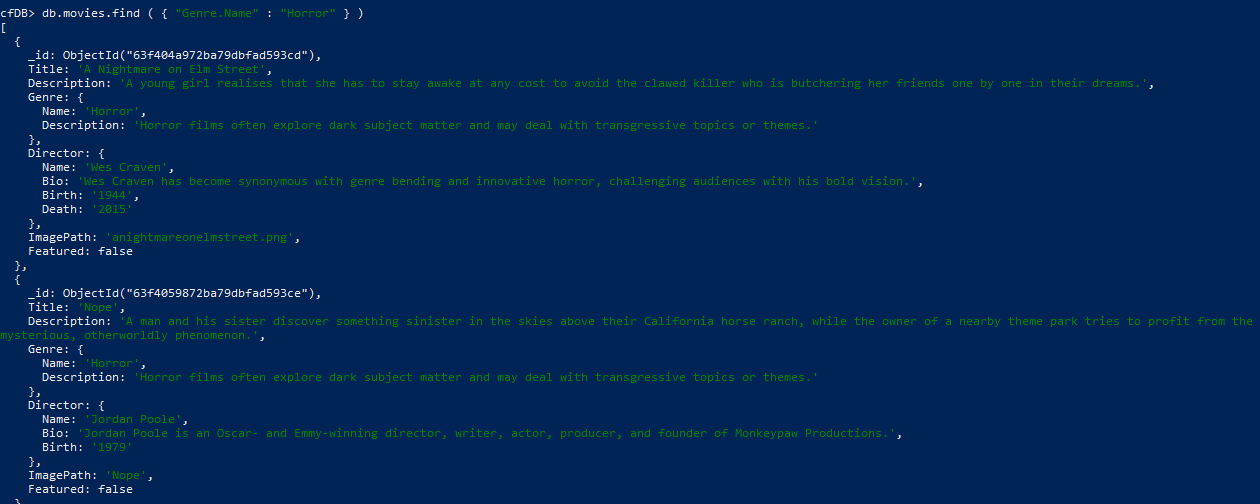 cfDB> db.movies.find ( { "Genre.Name" : "Horror" } )
[
  {
    _id: ObjectId("63f404a972ba79dbfad593cd"),
    Title: 'A Nightmare on Elm Street',
    Description: 'A young girl realises that she has to stay awake at any cost to avoid the clawed killer who is butchering her friends one by one in their dreams.',
    Genre: {
      Name: 'Horror',
      Description: 'Horror films often explore dark subject matter and may deal with transgressive topics or themes.'
    },
    Director: {
      Name: 'Wes Craven',
      Bio: 'Wes Craven has become synonymous with genre bending and innovative horror, challenging audiences with his bold vision.',
      Birth: '1944',
      Death: '2015'
    },
    ImagePath: 'anightmareonelmstreet.png',
    Featured: false
  },
  {
    _id: ObjectId("63f4059872ba79dbfad593ce"),
    Title: 'Nope',
    Description: 'A man and his sister discover something sinister in the skies above their California horse ranch, while the owner of a nearby theme park tries to profit from the
mysterious, otherworldly phenomenon.',
    Genre: {
      Name: 'Horror',
      Description: 'Horror films often explore dark subject matter and may deal with transgressive topics or themes.'
    },
    Director: {
      Name: 'Jordan Poole',
      Bio: 'Jordan Poole is an Oscar- and Emmy-winning director, writer, actor, producer, and founder of Monkeypaw Productions.',
      Birth: '1979'
    },
    ImagePath: 'Nope',
    Featured: false
  }